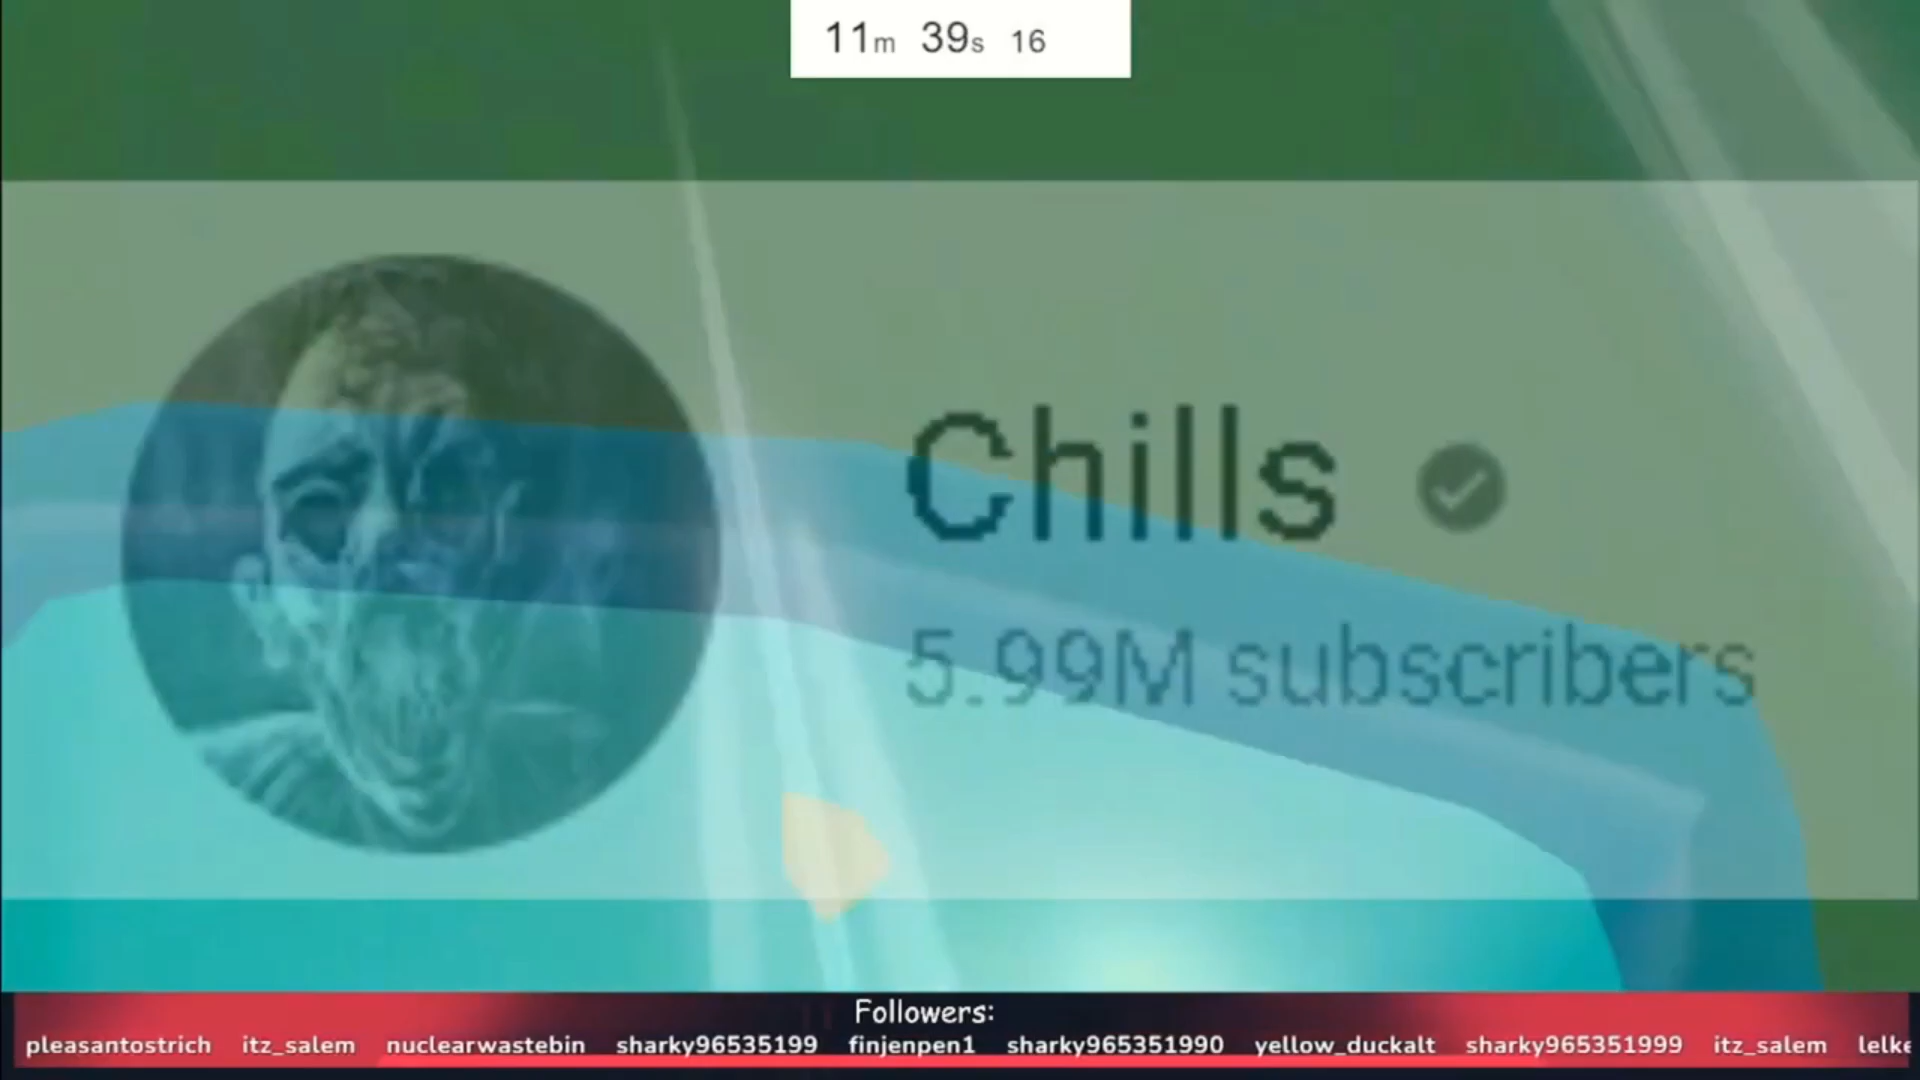 11m 39s 16
Chills
5.99M subscribers
Followers:
pleasantostrich itz_salem nuclearwastebin sharky96535199 finjenpen1 sharky965351990 yellow_duckalt sharky965351999 itz_salem